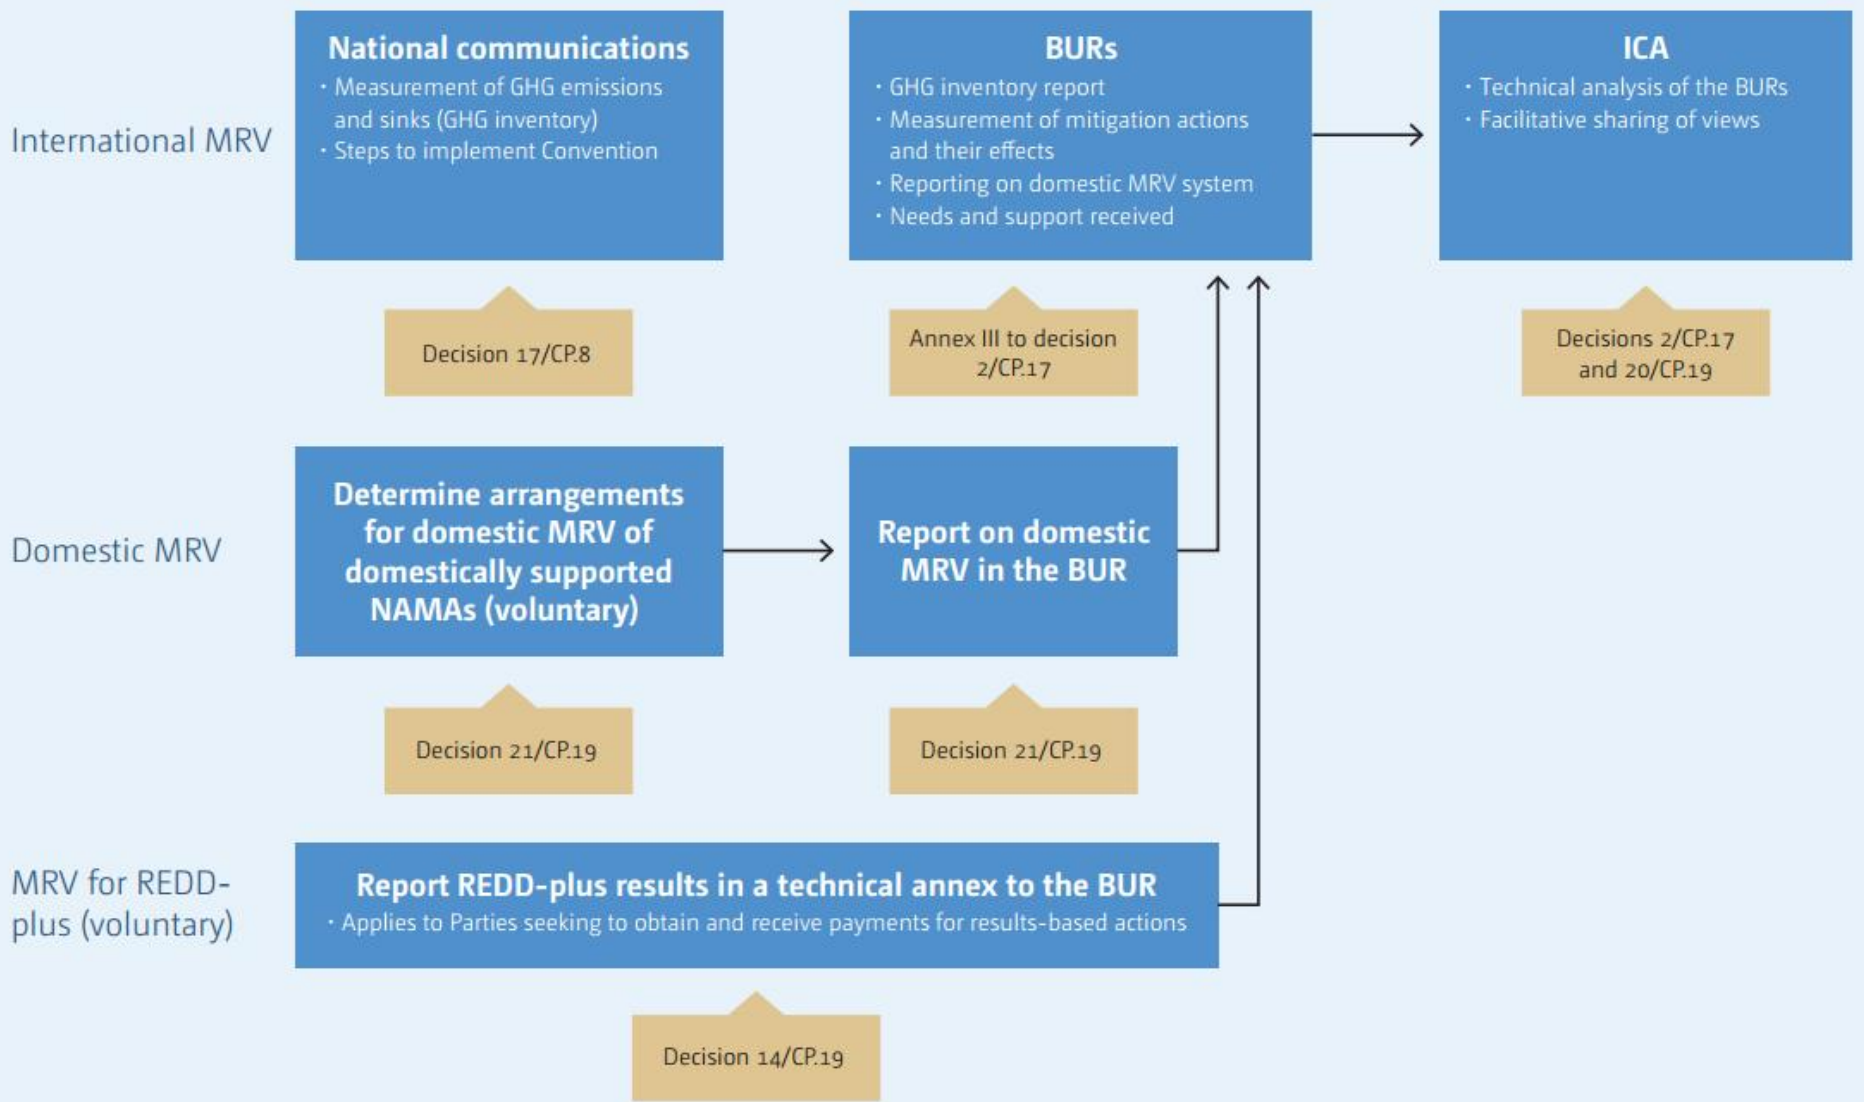 International MRV
National communications
· Measurement of GHG emissions
and sinks (GHG inventory)
· Steps to implement Convention
BURs
· GHG inventory report
· Measurement of mitigation actions
and their effects
· Reporting on domestic MRV system
· Needs and support received
ICA
· Technical analysis of the BURs
· Facilitative sharing of views
Decision 17/CP.8
Annex III to decision
2/CP.17
Decisions 2/CP.17
and 20/CP.19
Domestic MRV
Determine arrangements
for domestic MRV of
domestically supported
NAMAs (voluntary)
Report on domestic
MRV in the BUR
Decision 21/CP.19
Decision 21/CP.19
MRV for REDD-
plus (voluntary)
Report REDD-plus results in a technical annex to the BUR
· Applies to Parties seeking to obtain and receive payments for results-based actions
Decision 14/CP.19